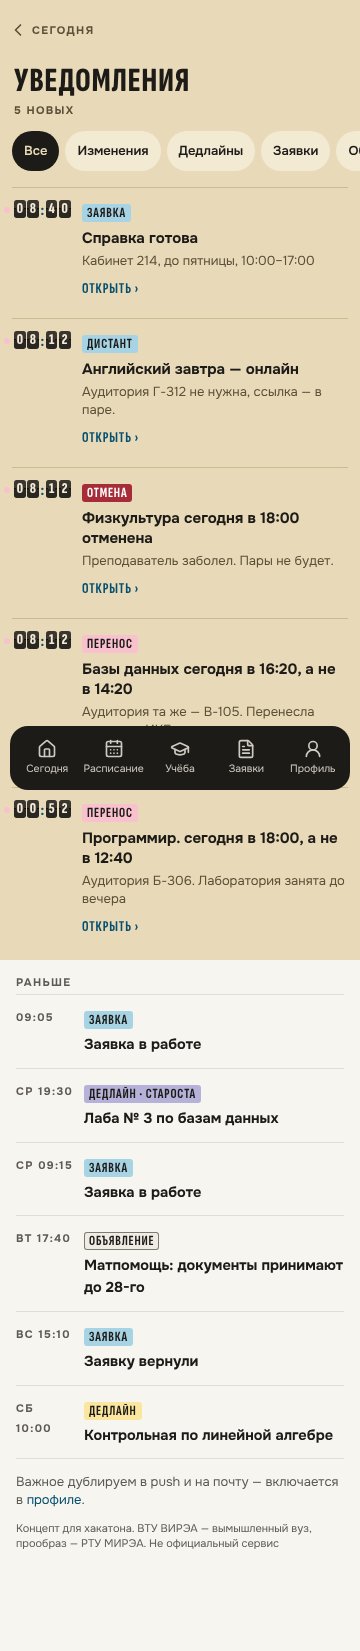 СЕГОДНЯ
УВЕДОМЛЕНИЯ
5 НОВЫХ
Все Изменения Дедлайны Заявки
08:40 ЗАЯВКА
Справка готова
Кабинет 214, до пятницы, 10:00–17:00
ОТКРЫТЬ ›
08:12 ДИСТАНТ
Английский завтра — онлайн
Аудитория Г-312 не нужна, ссылка — в
паре.
ОТКРЫТЬ ›
08:12 ОТМЕНА
Физкультура сегодня в 18:00
отменена
Преподаватель заболел. Пары не будет.
ОТКРЫТЬ ›
08:12 ПЕРЕНОС
Базы данных сегодня в 16:20, а не
в 14:20
Аудитория та же — В-105. Перенесла
Сегодня Расписание Учёба Заявки Профиль
00:52 ПЕРЕНОС
Программир. сегодня в 18:00, а не
в 12:40
Аудитория Б-306. Лаборатория занята до
вечера
ОТКРЫТЬ ›
РАНЬШЕ
09:05 ЗАЯВКА
Заявка в работе
СР 19:30 ДЕДЛАЙН · СТАРОСТА
Лаба № 3 по базам данных
СР 09:15 ЗАЯВКА
Заявка в работе
ВТ 17:40 ОБЪЯВЛЕНИЕ
Матпомощь: документы принимают
до 28-го
ВС 15:10 ЗАЯВКА
Заявку вернули
СБ ДЕДЛАЙН
10:00
Контрольная по линейной алгебре
Важное дублируем в push и на почту — включается
в профиле.
Концепт для хакатона. ВТУ ВИРЭА — вымышленный вуз,
прообраз — РТУ МИРЭА. Не официальный сервис